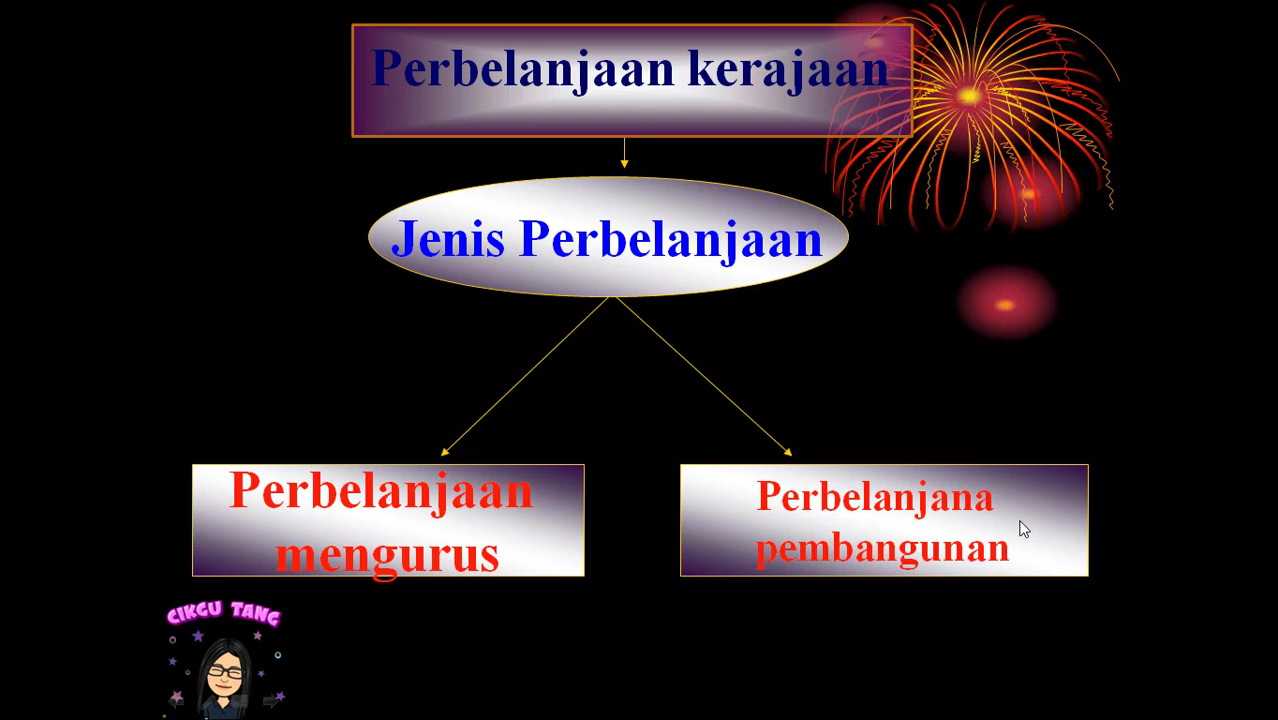 Perbelanjaan kerajaan
Jenis Perbelanjaan
Perbelanjaan
mengurus
Perbelanjana
pembangunan
CIKGU TANG